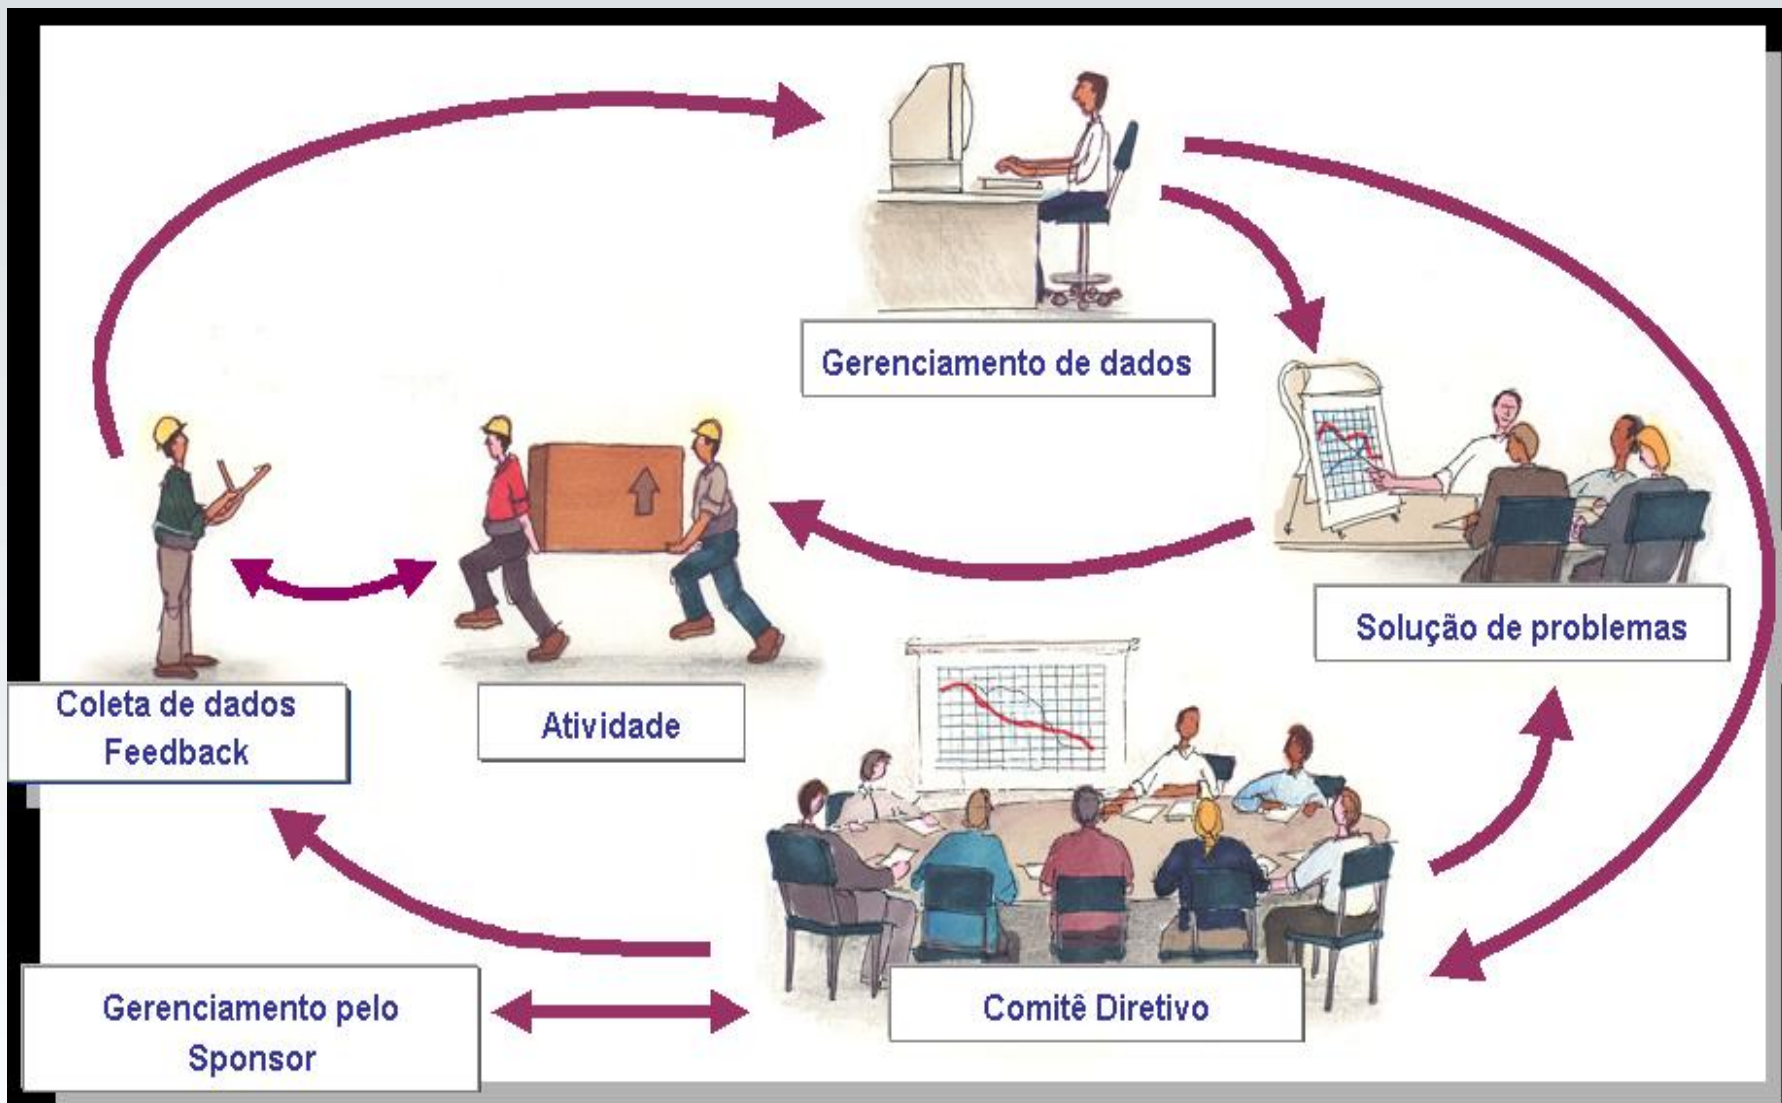 Gerenciamento de dados
Solução de problemas
Coleta de dados
Feedback
Atividade
Comitê Diretivo
Gerenciamento pelo
Sponsor